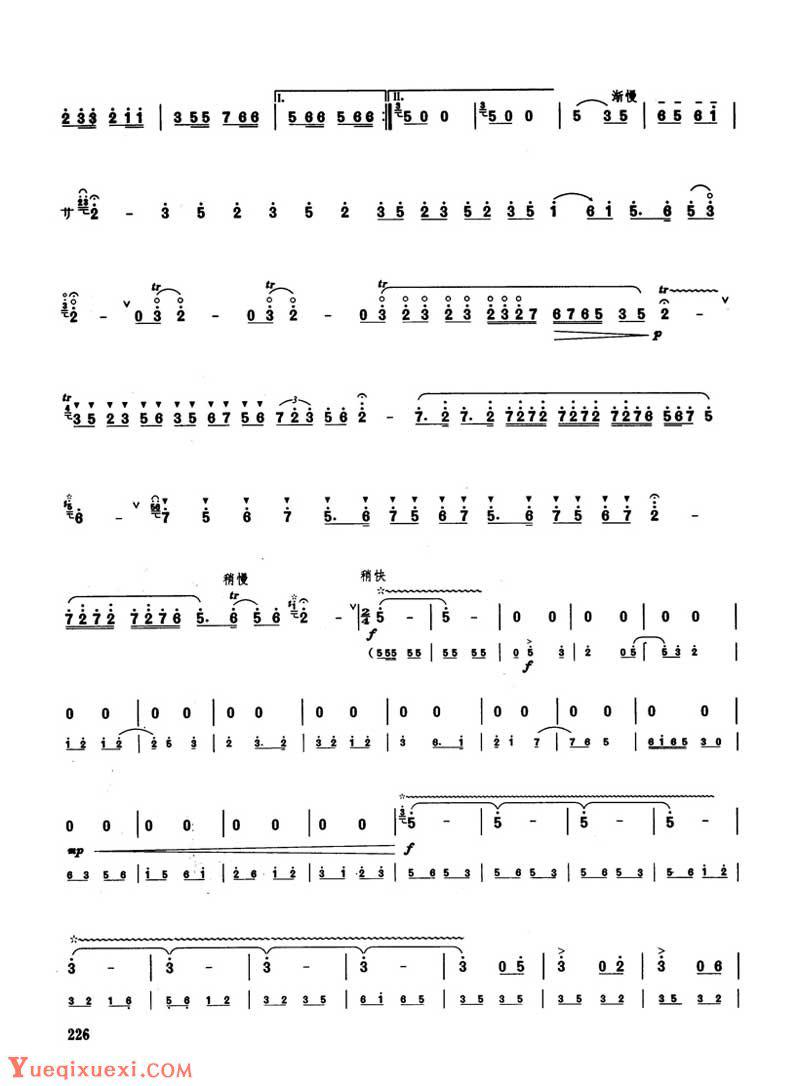 I. II. 渐慢
2 3 3 2 1 1 | 3 5 5 7 6 6 | 5 6 6 5 6 6 :|| 5 0 0 | 5 0 0 | 5 3 5 | 6 5 6 1 |
サ 2 - 3 5 2 3 5 2 3 5 2 3 5 2 3 5 1 6 1 5. 6 5 3
tr tr tr tr
2 - v 0 3 2 - 0 3 2 - 0 3 2 3 2 3 2 3 2 7 6 7 6 5 3 5 2 - v
p
tr 3
3 5 2 3 5 6 3 5 6 7 5 6 7 2 3 5 6 2 - 7. 2 7. 2 7 2 7 2 7 2 7 2 7 2 7 6 5 6 7 5
6 - v 7 5 6 7 5. 6 7 5 6 7 5. 6 7 5 6 7 2 -
稍慢 稍快
tr
7 2 7 2 7 2 7 6 5. 6 5 6 2 - v | 2/4 5 - | 5 - | 0 0 | 0 0 | 0 0 |
f
(5 5 5 5 5 | 5 5 5 5 | 0 5 3 | 2 0 5 | 5 3 2 |
f
0 0 | 0 0 | 0 0 | 0 0 | 0 0 | 0 0 | 0 0 | 0 0 |
1 2 1 2 | 2 5 3 | 2 3. 2 | 3 2 1 2 | 3 6. 1 | 2 1 7 | 7 6 5 | 6 1 6 5 3 0 |
0 0 | 0 0 | 0 0 | 0 0 | 5 - | 5 - | 5 - | 5 - |
mp f
6 3 5 6 | 1 5 6 1 | 2 6 1 2 | 3 1 2 3 | 5 6 5 3 | 5 6 5 3 | 5 6 5 3 | 5 6 1 2 |
3 - | 3 - | 3 - | 3 - | 3 0 5 | 3 0 2 | 3 0 6 |
3 2 1 6 | 5 6 1 2 | 3 2 3 5 | 6 1 6 5 | 3 5 3 5 | 3 5 3 2 | 3 5 3 5 |
226
Yueqixuexi.com